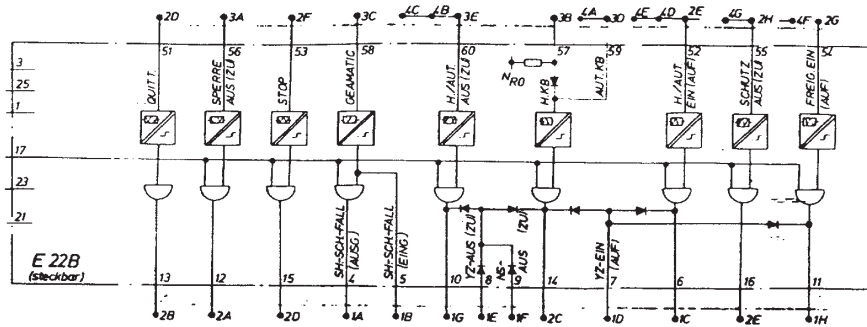 2D 3A 2F 3C 4C 4B 3E 3B 4A 3D 4E 4D 2E 4G 2H 4F 2G
51 56 53 58 60 57 59 52 55 54
3
25
1
17
23
21
QUITT.
SPERRE
AUS (ZU)
STOP
GEAMATIC
H./AUT.
AUS (ZU)
NRO
H.KB
AUT.KB
H./AUT.
EIN (AUF)
SCHUTZ
AUS (ZU)
FREIG.EIN
(AUF)
SH-SCH-FALL
(AUSG)
SH-SCH-FALL
(EING)
YZ-AUS (ZU)
NS-
AUS
(ZU)
YZ-EIN
(AUF)
E 22B
(steckbar)
13 12 15 4 5 10 8 9 14 7 6 16 11
2B 2A 2D 1A 1B 1G 1E 1F 2C 1D 1C 2E 1H